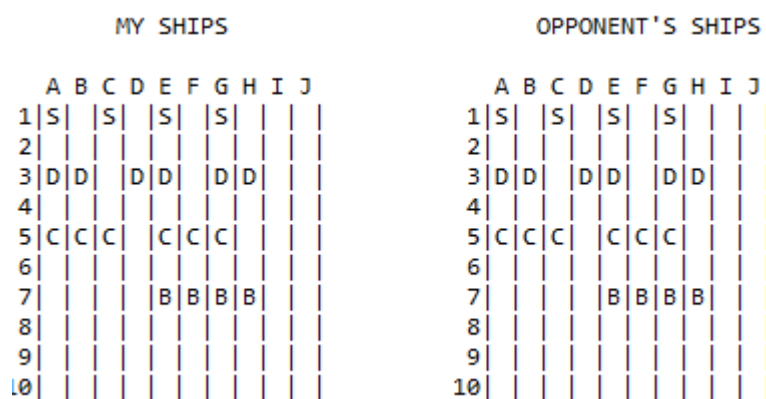 MY SHIPS OPPONENT'S SHIPS
A B C D E F G H I J A B C D E F G H I J
1|S| |S| |S| |S| | | | 1|S| |S| |S| |S| | |
2| | | | | | | | | | | 2| | | | | | | | | |
3|D|D| |D|D| |D|D| | | 3|D|D| |D|D| |D|D| |
4| | | | | | | | | | | 4| | | | | | | | | |
5|C|C|C| |C|C|C| | | | 5|C|C|C| |C|C|C| | |
6| | | | | | | | | | | 6| | | | | | | | | |
7| | | | |B|B|B|B| | | 7| | | | |B|B|B|B| |
8| | | | | | | | | | | 8| | | | | | | | | |
9| | | | | | | | | | | 9| | | | | | | | | |
10| | | | | | | | | | | 10| | | | | | | | | |